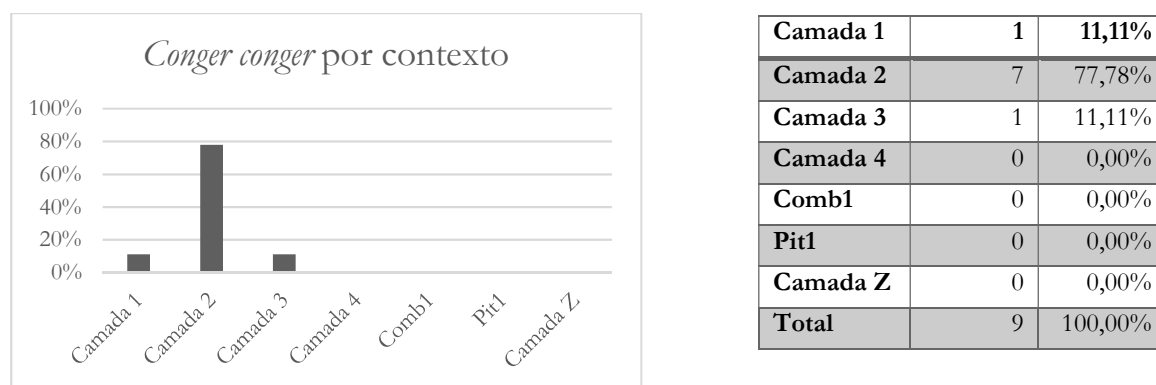 Conger conger por contexto
100%
80%
60%
40%
20%
0%
Camada 1
Camada 2
Camada 3
Camada 4
Comb1
Pit1
Camada Z
Camada 1 1 11,11%
Camada 2 7 77,78%
Camada 3 1 11,11%
Camada 4 0 0,00%
Comb1 0 0,00%
Pit1 0 0,00%
Camada Z 0 0,00%
Total 9 100,00%